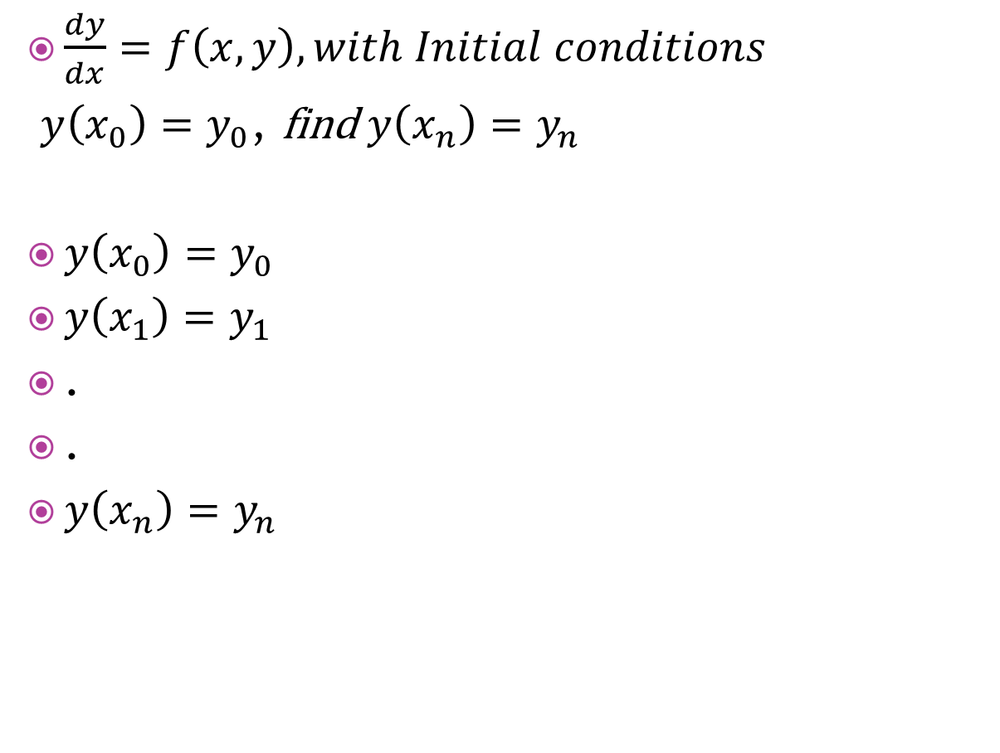 dy/dx = f(x, y), with Initial conditions
y(x₀) = y₀, find y(xₙ) = yₙ
y(x₀) = y₀
y(x₁) = y₁
.
.
y(xₙ) = yₙ